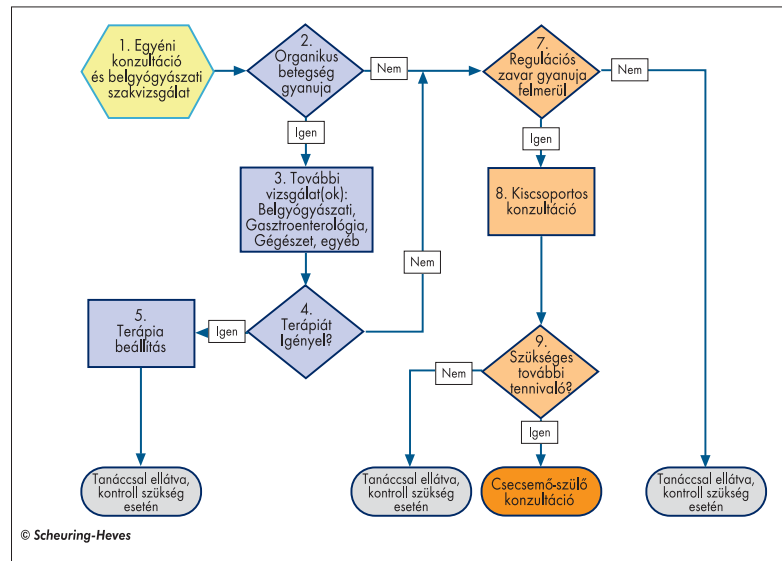 1. Egyéni
konzultáció
és belgyógyászati
szakvizsgálat
2.
Organikus
betegség
gyanuja
Nem
7.
Regulációs
zavar gyanuja
felmerül
Nem
Igen
Igen
3. További
vizsgálat(ok):
Belgyógyászati,
Gasztroenterológia,
Gégészet, egyéb
8. Kiscsoportos
konzultáció
Nem
5.
Terápia
beállítás
Igen
4.
Terápiát
Igényel?
9.
Szükséges
további
tennivaló?
Nem
Igen
Tanáccsal ellátva,
kontroll szükség
esetén
Tanáccsal ellátva,
kontroll szükség
esetén
Csecsemő-szülő
konzultáció
Tanáccsal ellátva,
kontroll szükség
esetén
© Scheuring-Heves